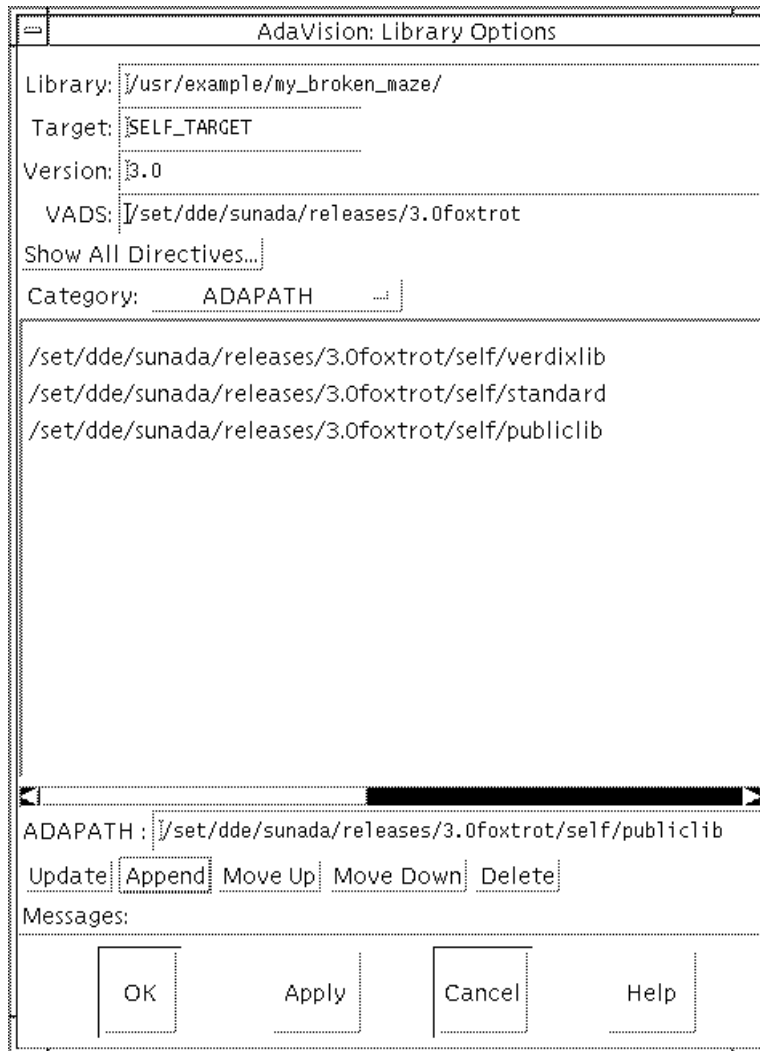 AdaVision: Library Options
Library: /usr/example/my_broken_maze/
Target: SELF_TARGET
Version: 3.0
VADS: /set/dde/sunada/releases/3.0foxtrot
Show All Directives...
Category: ADAPATH
/set/dde/sunada/releases/3.0foxtrot/self/verdixlib
/set/dde/sunada/releases/3.0foxtrot/self/standard
/set/dde/sunada/releases/3.0foxtrot/self/publiclib
ADAPATH : /set/dde/sunada/releases/3.0foxtrot/self/publiclib
Update Append Move Up Move Down Delete
Messages:
OK Apply Cancel Help